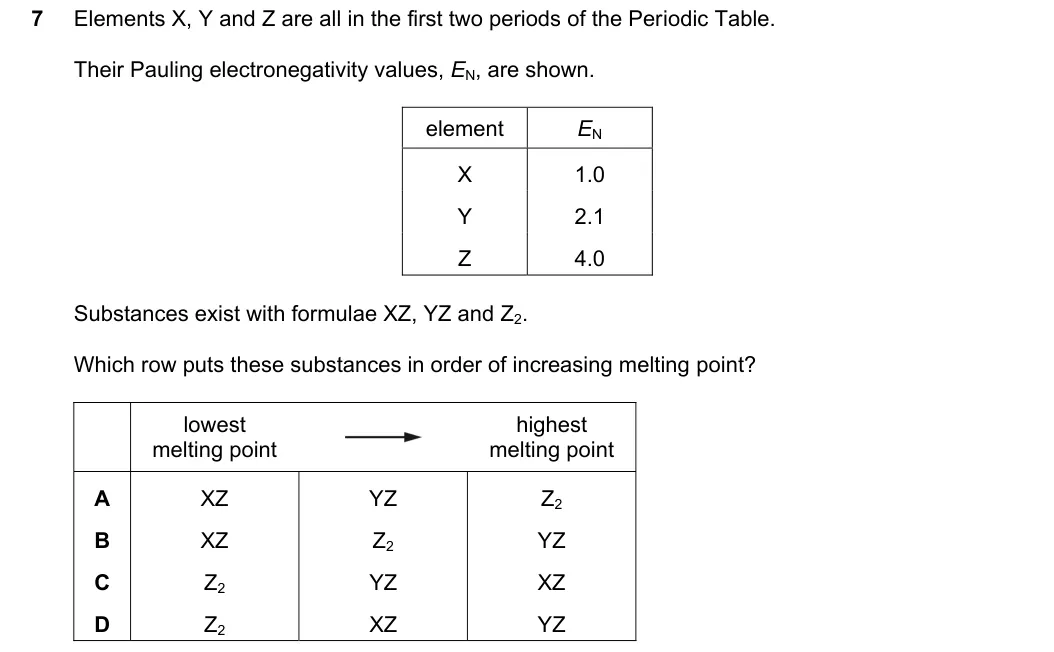 7 Elements X, Y and Z are all in the first two periods of the Periodic Table.
Their Pauling electronegativity values, Eₙ, are shown.
element Eₙ
X 1.0
Y 2.1
Z 4.0
Substances exist with formulae XZ, YZ and Z₂.
Which row puts these substances in order of increasing melting point?
lowest melting point → highest melting point
A XZ YZ Z₂
B XZ Z₂ YZ
C Z₂ YZ XZ
D Z₂ XZ YZ